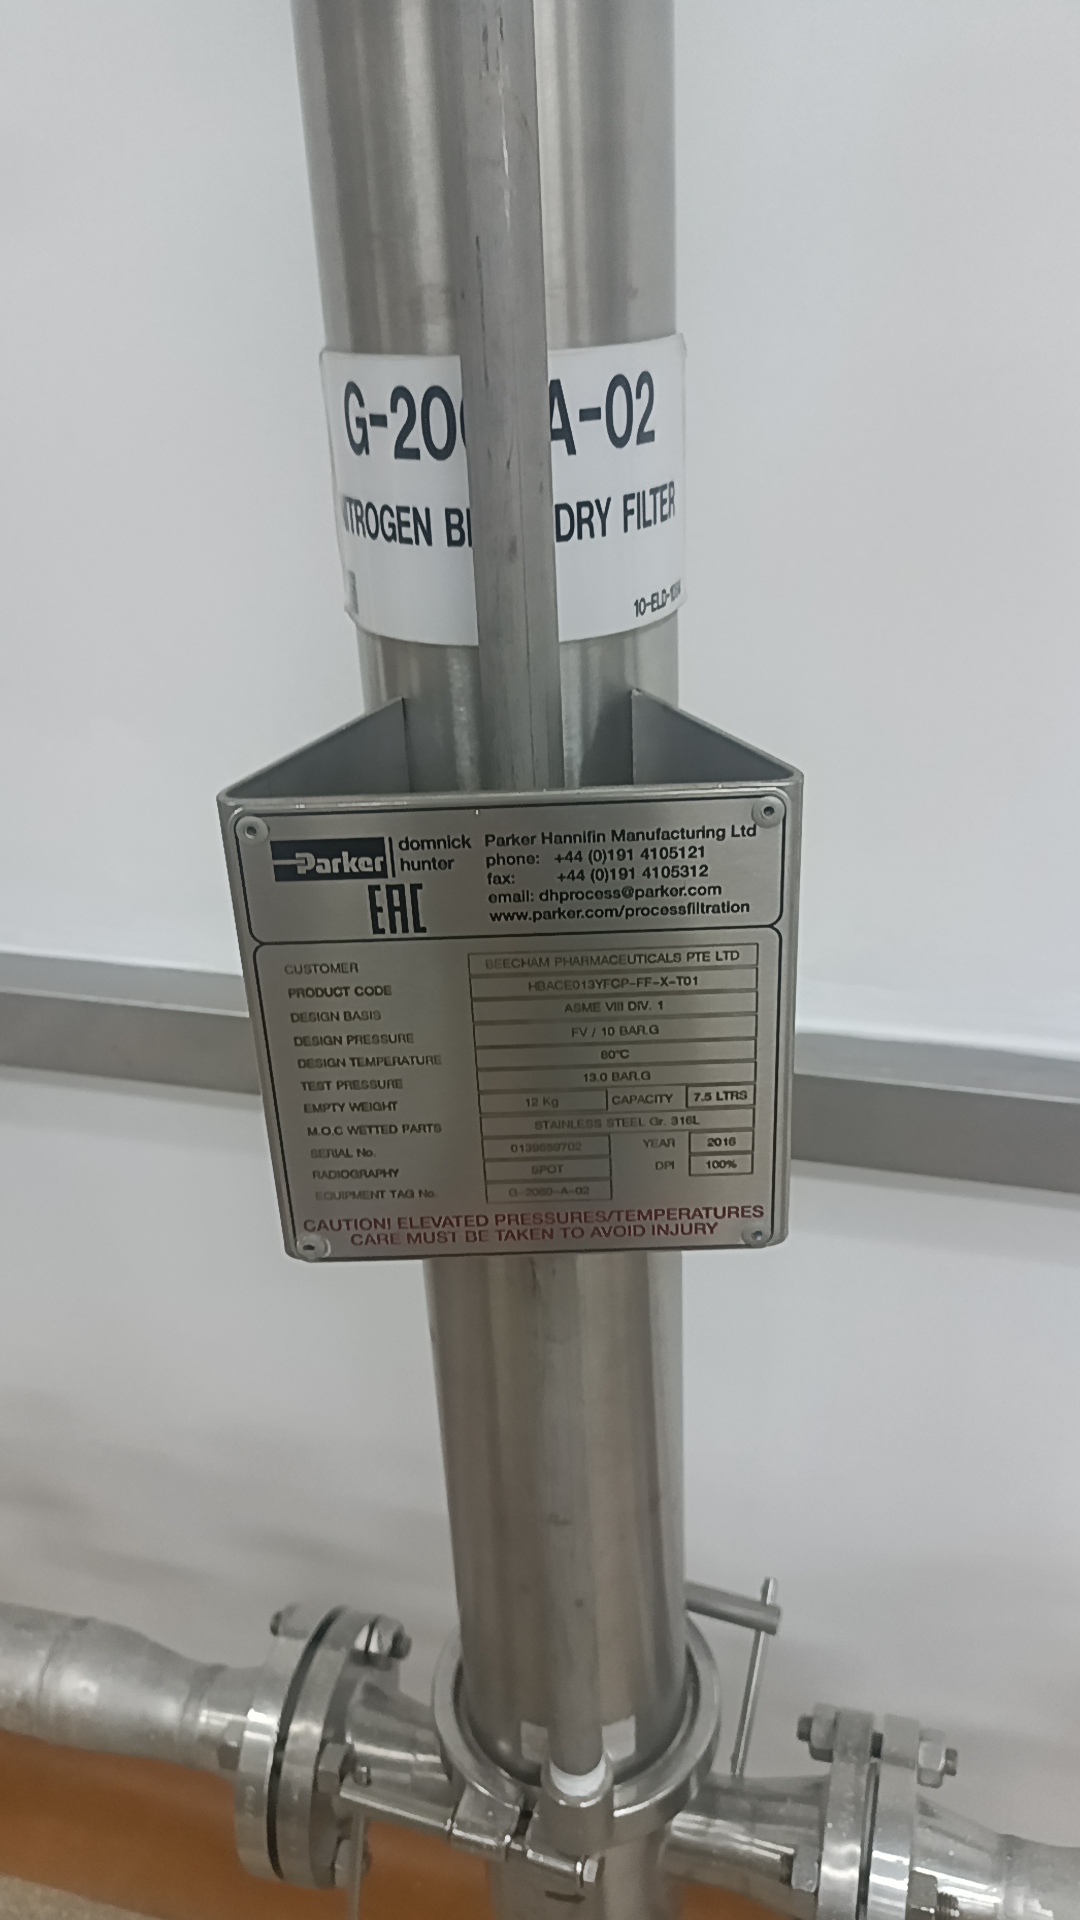 G-20 A-02
NITROGEN B DRY FILTER
10-ELD-
Parker domnick hunter
EAC
Parker Hannifin Manufacturing Ltd
phone: +44 (0)191 4105121
fax: +44 (0)191 4105312
email: dhprocess@parker.com
www.parker.com/processfiltration
CUSTOMER BEECHAM PHARMACEUTICALS PTE LTD
PRODUCT CODE HBACE013YFCP-FF-X-T01
DESIGN BASIS ASME VIII DIV. 1
DESIGN PRESSURE FV / 10 BAR.G
DESIGN TEMPERATURE 80°C
TEST PRESSURE 13.0 BAR.G
EMPTY WEIGHT 12 Kg CAPACITY 7.5 LTRS
M.O.C WETTED PARTS STAINLESS STEEL Gr. 316L
SERIAL No. YEAR 2016
RADIOGRAPHY SPOT DPI 100%
EQUIPMENT TAG No. G-2060-A-02
CAUTION! ELEVATED PRESSURES/TEMPERATURES
CARE MUST BE TAKEN TO AVOID INJURY